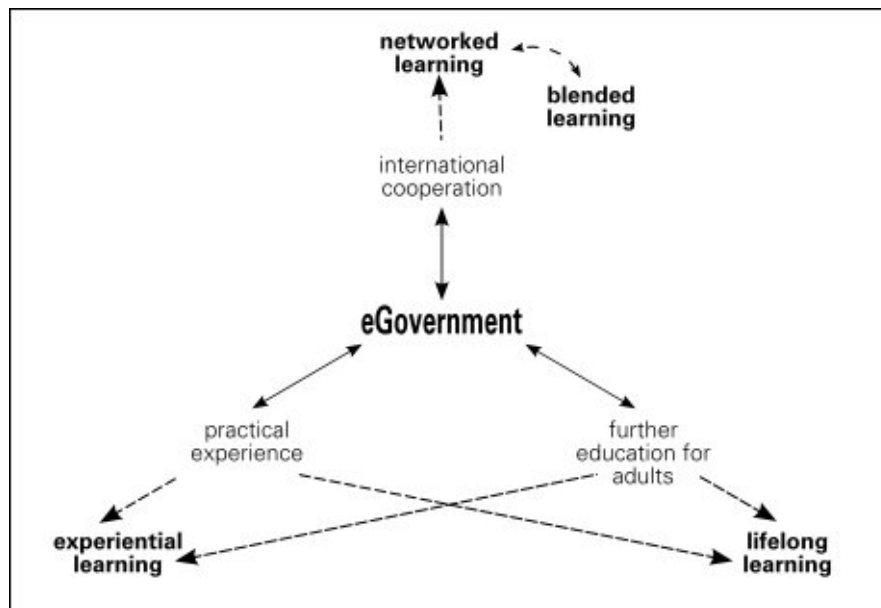 networked
learning
blended
learning
international
cooperation
eGovernment
practical
experience
further
education for
adults
experiential
learning
lifelong
learning